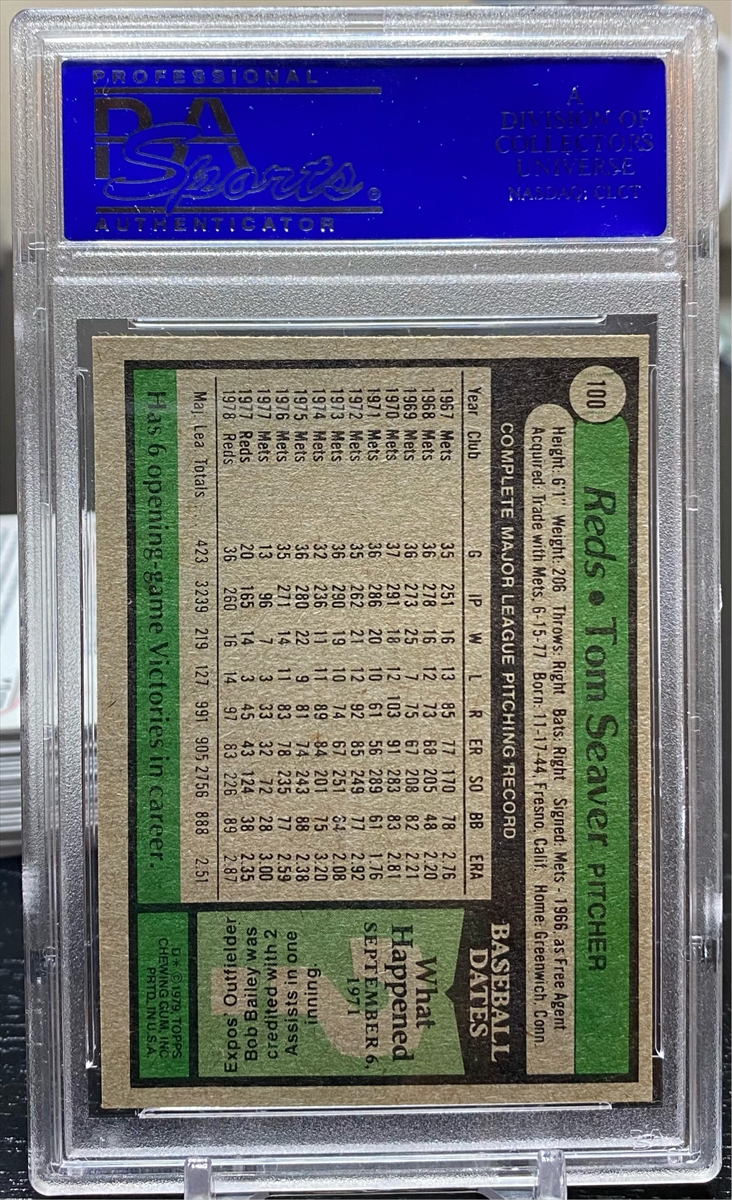 PROFESSIONAL
PSA
Sports®
AUTHENTICATOR
A
DIVISION OF
COLLECTORS
UNIVERSE
NASDAQ: CLCT
100
Reds • Tom Seaver PITCHER
Height: 6'1" Weight: 206 Throws: Right Bats: Right Signed: Mets - 1966, as Free Agent
Acquired: Trade with Mets, 6-15-77 Born: 11-17-44, Fresno, Calif. Home: Greenwich, Conn.
COMPLETE MAJOR LEAGUE PITCHING RECORD
Year Club G IP W L R ER SO BB ERA
1967 Mets 35 251 16 13 85 77 170 78 2.76
1968 Mets 36 278 16 12 73 68 205 48 2.20
1969 Mets 36 273 25 7 75 67 208 82 2.21
1970 Mets 37 291 18 12 103 91 283 83 2.81
1971 Mets 36 286 20 10 61 56 289 61 1.76
1972 Mets 35 262 21 12 92 85 249 77 2.92
1973 Mets 36 290 19 10 74 67 251 64 2.08
1974 Mets 32 236 11 11 89 84 201 75 3.20
1975 Mets 36 280 22 9 81 74 243 88 2.38
1976 Mets 35 271 14 11 83 78 235 77 2.59
1977 Mets 13 96 7 3 33 32 72 28 3.00
1977 Reds 20 165 14 3 45 43 124 38 2.35
1978 Reds 36 260 16 14 97 83 226 89 2.87
Maj. Lea. Totals 423 3239 219 127 991 905 2756 888 2.51
Has 6 opening-game Victories in career.
BASEBALL
DATES
What
Happened
SEPTEMBER 6,
1971
?
Expos' Outfielder
Bob Bailey was
credited with 2
Assists in one
inning.
D* ©1979 TOPPS
CHEWING GUM, INC
PRTD. IN U.S.A.